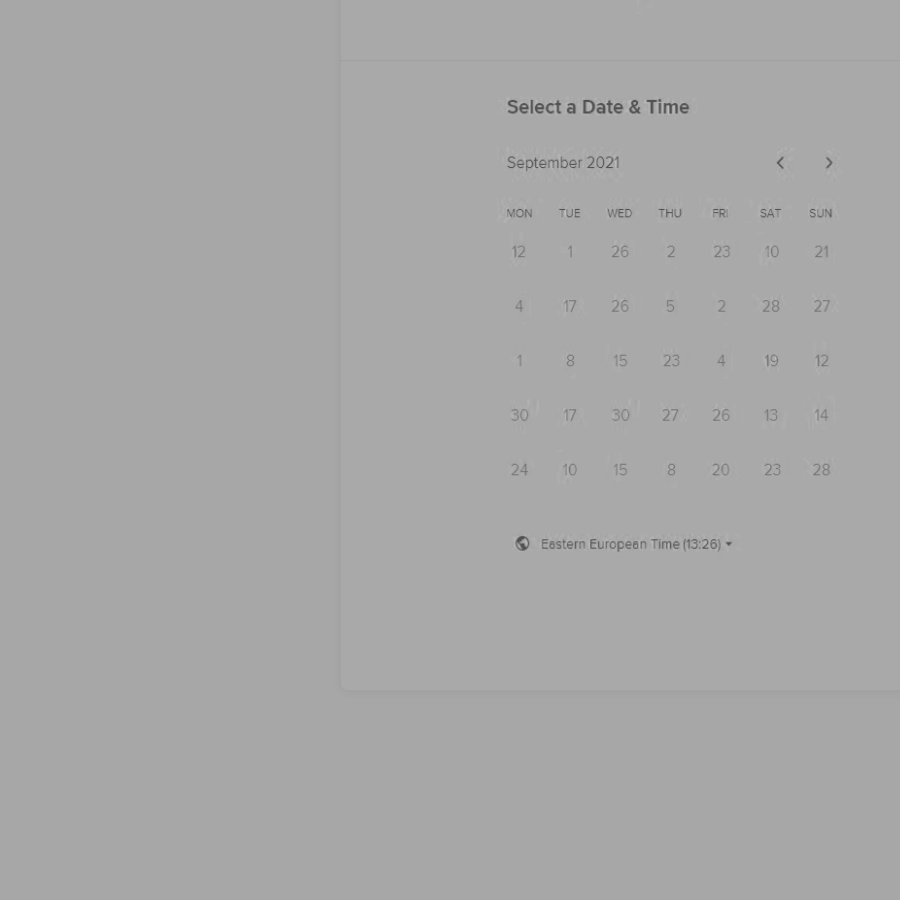 Select a Date & Time
September 2021
MON TUE WED THU FRI SAT SUN
12 1 26 2 23 10 21
4 17 26 5 2 28 27
1 8 15 23 4 19 12
30 17 30 27 26 13 14
24 10 15 8 20 23 28
Eastern European Time (13:26)